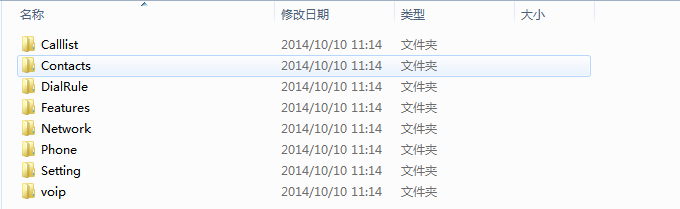 名称 修改日期 类型 大小
Calllist 2014/10/10 11:14 文件夹
Contacts 2014/10/10 11:14 文件夹
DialRule 2014/10/10 11:14 文件夹
Features 2014/10/10 11:14 文件夹
Network 2014/10/10 11:14 文件夹
Phone 2014/10/10 11:14 文件夹
Setting 2014/10/10 11:14 文件夹
voip 2014/10/10 11:14 文件夹